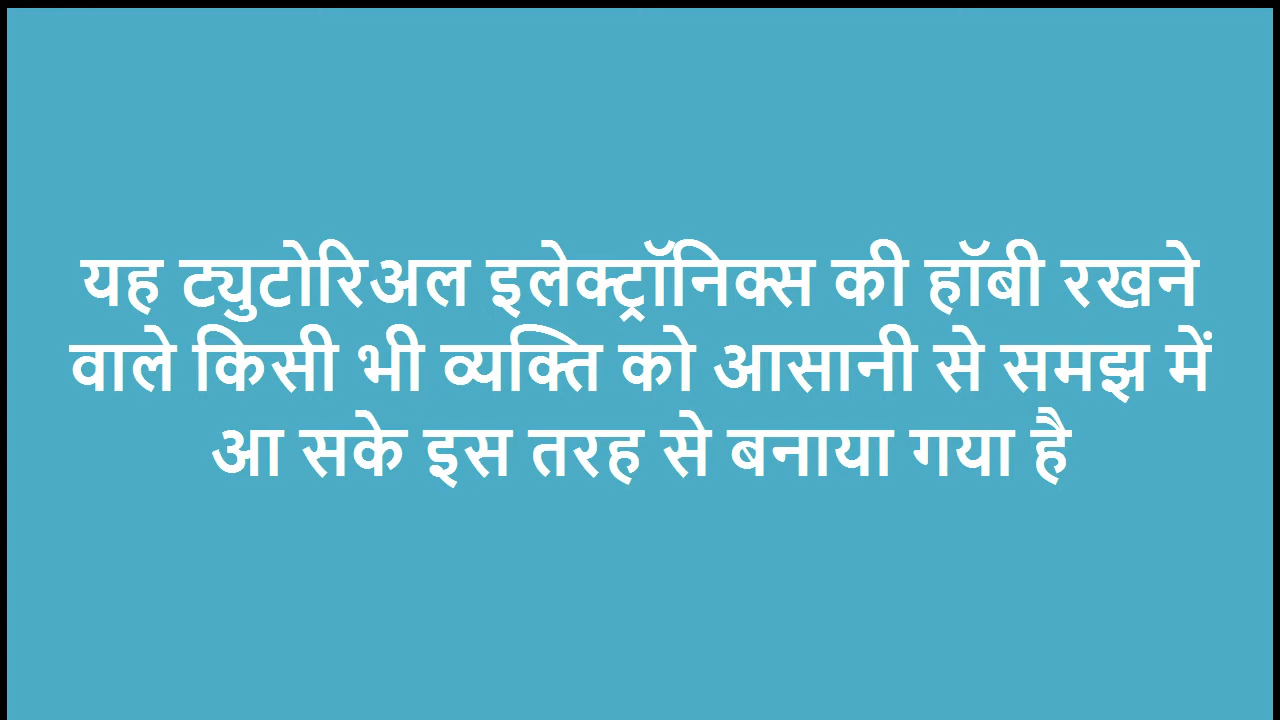 यह ट्युटोरिअल इलेक्ट्रॉनिक्स की हॉबी रखने
वाले किसी भी व्यक्ति को आसानी से समझ में
आ सके इस तरह से बनाया गया है